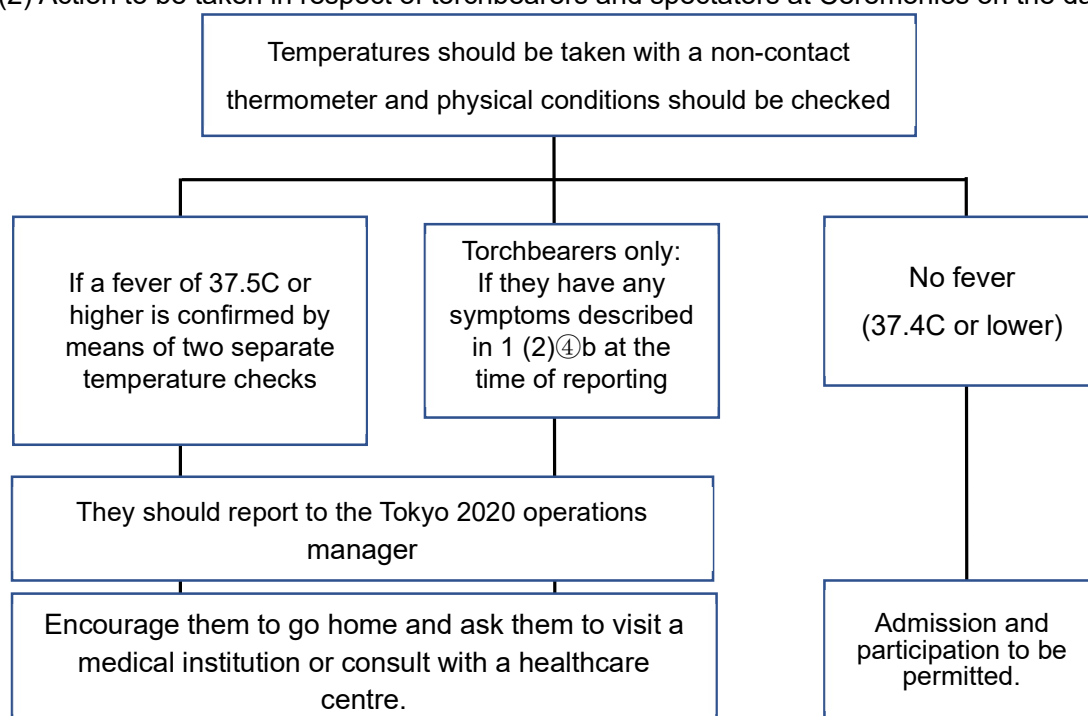 (2) Action to be taken in respect of torchbearers and spectators at Ceremonies on the da
Temperatures should be taken with a non-contact
thermometer and physical conditions should be checked
If a fever of 37.5C or
higher is confirmed by
means of two separate
temperature checks
Torchbearers only:
If they have any
symptoms described
in 1 (2)④b at the
time of reporting
No fever
(37.4C or lower)
They should report to the Tokyo 2020 operations
manager
Encourage them to go home and ask them to visit a
medical institution or consult with a healthcare
centre.
Admission and
participation to be
permitted.